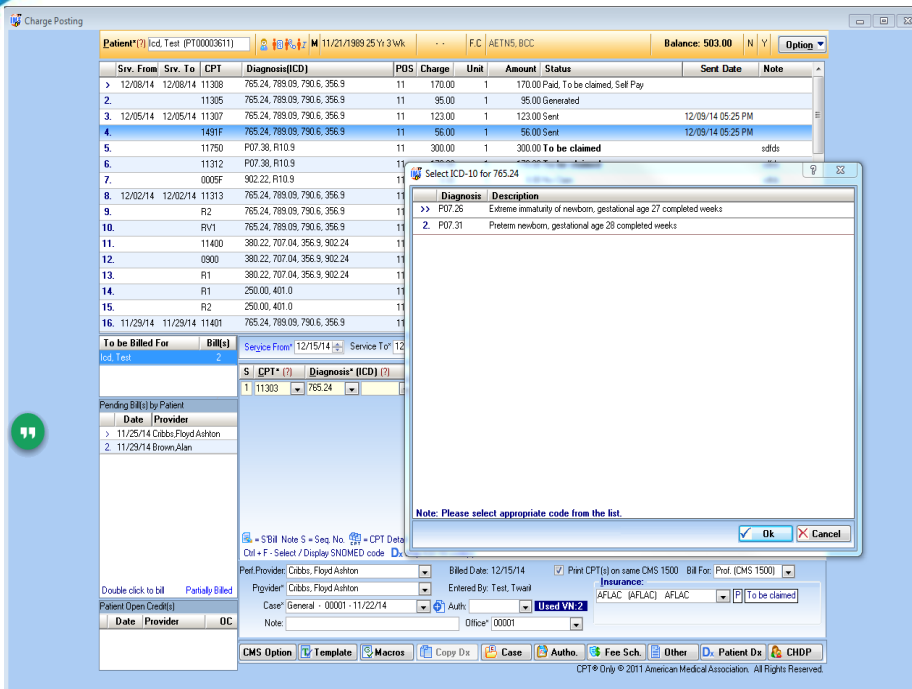 Charge Posting
Patient*(?) Icd, Test (PT00003611) M 11/21/1989 25 Yr 3 Wk - - F.C AETN5, BCC Balance: 503.00 N Y Option
Srv. From Srv. To CPT Diagnosis(ICD) POS Charge Unit Amount Status Sent Date Note
> 12/08/14 12/08/14 11308 765.24, 789.09, 790.6, 356.9 11 170.00 1 170.00 Paid, To be claimed, Self Pay
2. 11305 765.24, 789.09, 790.6, 356.9 11 95.00 1 95.00 Generated
3. 12/05/14 12/05/14 11307 765.24, 789.09, 790.6, 356.9 11 123.00 1 123.00 Sent 12/09/14 05:25 PM
4. 1491F 765.24, 789.09, 790.6, 356.9 11 56.00 1 56.00 Sent 12/09/14 05:25 PM
5. 11750 P07.38, R10.9 11 300.00 1 300.00 To be claimed sdfds
6. 11312 P07.38, R10.9 11
7. 0005F 902.22, R10.9 11
8. 12/02/14 12/02/14 11313 765.24, 789.09, 790.6, 356.9 11
9. R2 765.24, 789.09, 790.6, 356.9 11
10. RV1 765.24, 789.09, 790.6, 356.9 11
11. 11400 380.22, 707.04, 356.9, 902.24 11
12. 0900 380.22, 707.04, 356.9, 902.24 11
13. R1 380.22, 707.04, 356.9, 902.24 11
14. R1 250.00, 401.0 11
15. R2 250.00, 401.0 11
16. 11/29/14 11/29/14 11401 765.24, 789.09, 790.6, 356.9 11
Select ICD-10 for 765.24
Diagnosis Description
>> P07.26 Extreme immaturity of newborn, gestational age 27 completed weeks
2. P07.31 Preterm newborn, gestational age 28 completed weeks
Note: Please select appropriate code from the list.
Ok Cancel
To be Billed For Bill(s)
Icd, Test 2
Service From* 12/15/14 Service To* 12
S CPT* (?) Diagnosis* (ICD) (?)
1 11303 765.24
Pending Bill(s) by Patient
Date Provider
> 11/25/14 Cribbs,Floyd Ashton
2. 11/29/14 Brown,Alan
Double click to bill Partially Billed
Patient Open Credit(s)
Date Provider OC
= S'Bill Note S = Seq. No. = CPT Deta
Ctrl + F - Select / Display SNOMED code Dx
Perf.Provider: Cribbs, Floyd Ashton Billed Date: 12/15/14 Print CPT(s) on same CMS 1500 Bill For: Prof. (CMS 1500)
Provider* Cribbs, Floyd Ashton Entered By: Test, Twari Insurance:
AFLAC (AFLAC) AFLAC P To be claimed
Case* General - 00001 - 11/22/14 Auth: Used VN:2
Note: Office* 00001
CMS Option Template Macros Copy Dx Case Autho. Fee Sch. Other Dx Patient Dx CHDP
CPT® Only © 2011 American Medical Association. All Rights Reserved.